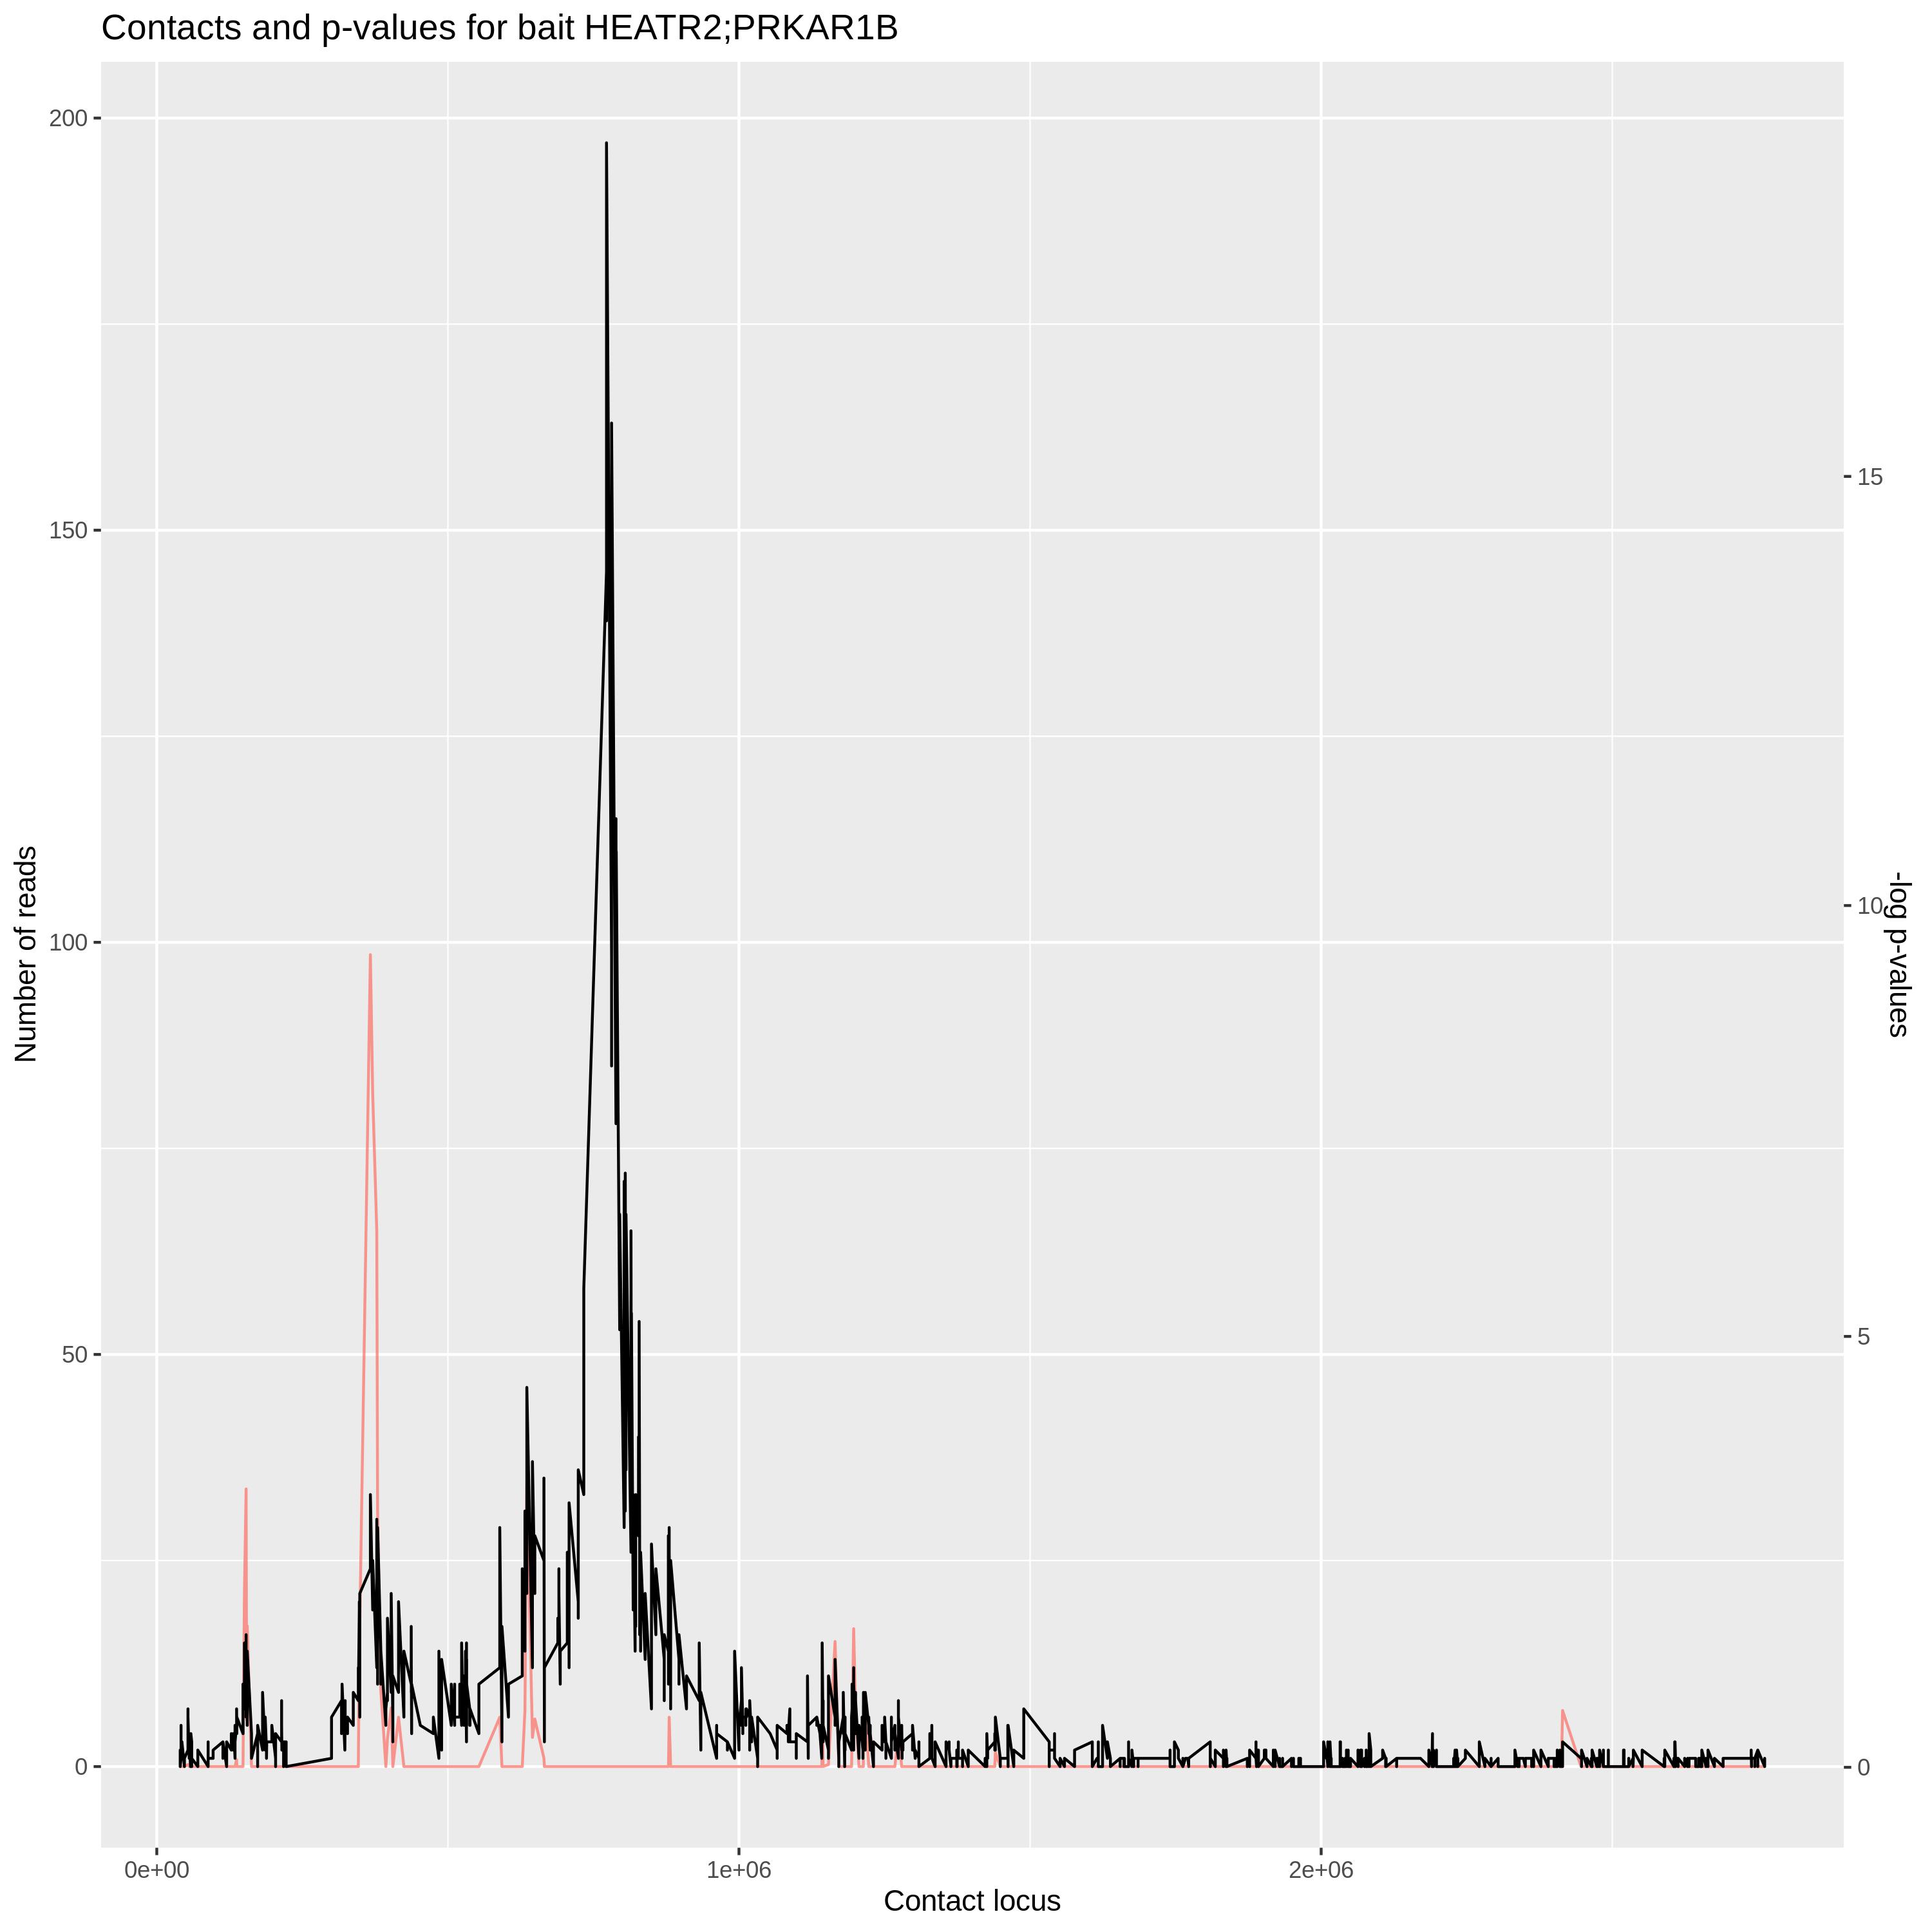 Contacts and p-values for bait HEATR2;PRKAR1B
200
150
100
50
0
Number of reads
15
10
5
0
-log p-values
0e+00
1e+06
2e+06
Contact locus